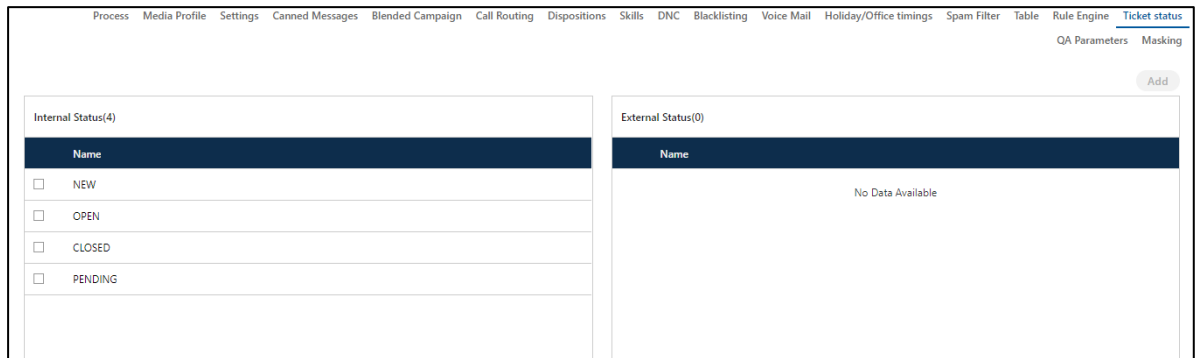 Process Media Profile Settings Canned Messages Blended Campaign Call Routing Dispositions Skills DNC Blacklisting Voice Mail Holiday/Office timings Spam Filter Table Rule Engine Ticket status
QA Parameters Masking
Add
Internal Status(4)
Name
NEW
OPEN
CLOSED
PENDING
External Status(0)
Name
No Data Available